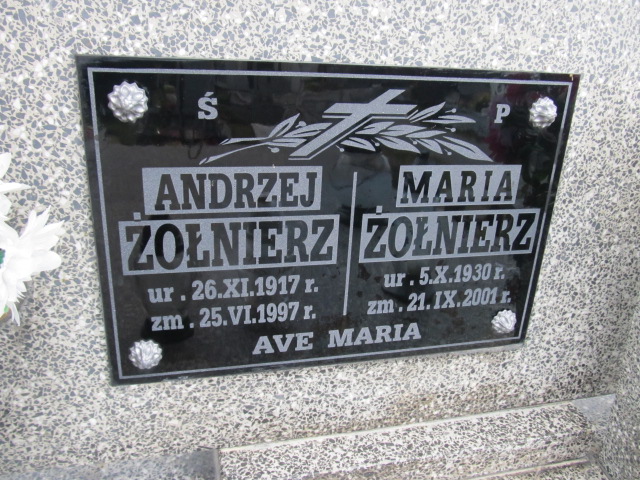 Ś P
ANDRZEJ
ŻOŁNIERZ
ur. 26.XI.1917 r.
zm. 25.VI.1997 r.
MARIA
ŻOŁNIERZ
ur. 5.X.1930 r.
zm. 21.IX.2001 r.
AVE MARIA